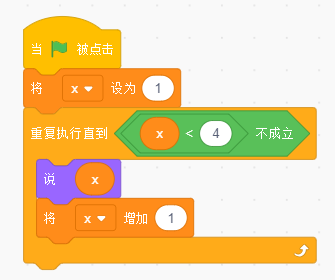 当 被点击
将 x 设为 1
重复执行直到 x < 4 不成立
说 x
将 x 增加 1